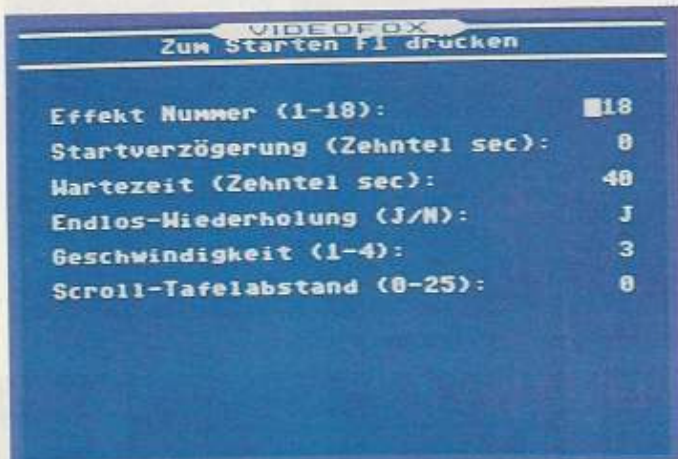 VIDEOFOX
Zum Starten F1 drücken
Effekt Nummer (1-18): 18
Startverzögerung (Zehntel sec): 0
Wartezeit (Zehntel sec): 40
Endlos-Wiederholung (J/N): J
Geschwindigkeit (1-4): 3
Scroll-Tafelabstand (0-25): 0